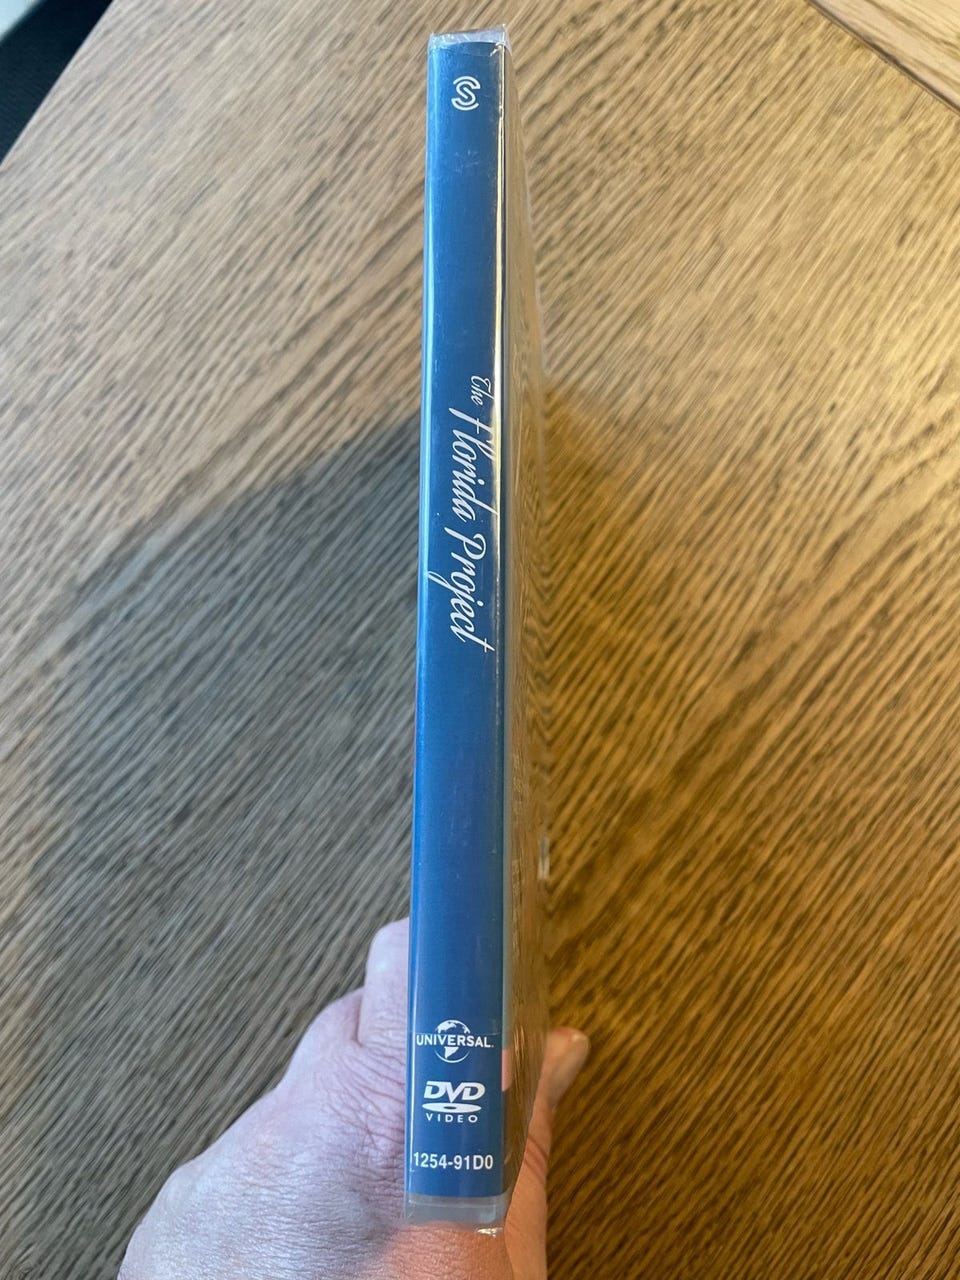 The Florida Project
UNIVERSAL
DVD
VIDEO
1254-91D0